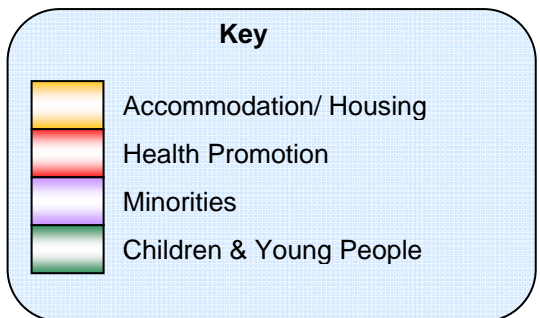 Key
Accommodation/ Housing
Health Promotion
Minorities
Children & Young People